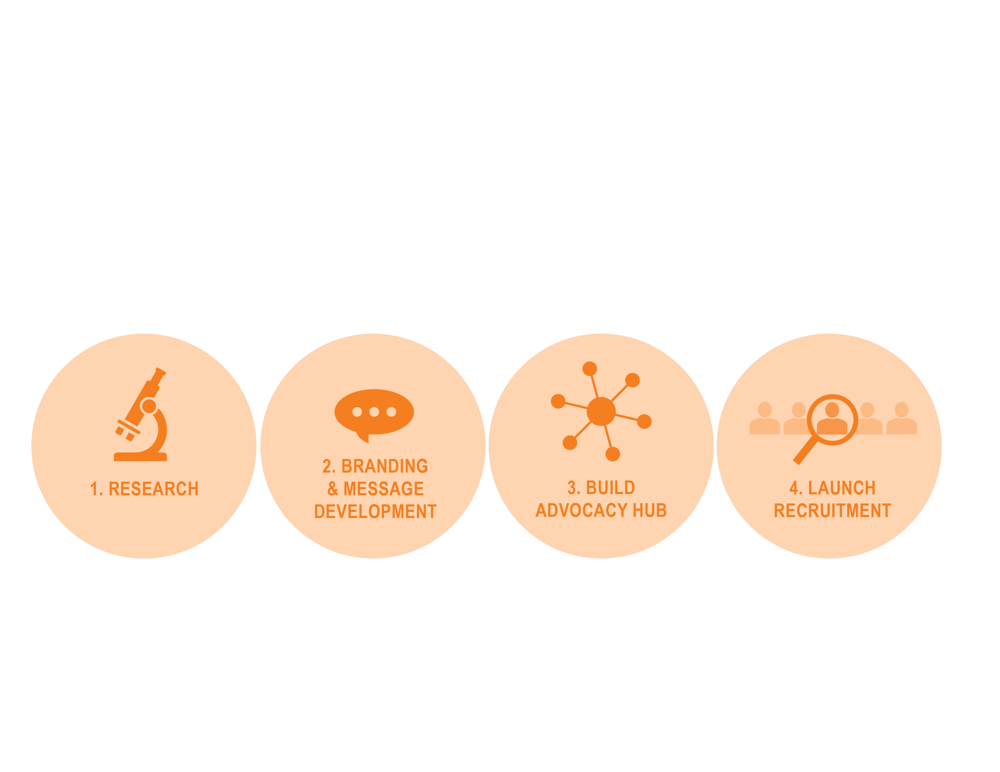 1. RESEARCH
2. BRANDING
& MESSAGE
DEVELOPMENT
3. BUILD
ADVOCACY HUB
4. LAUNCH
RECRUITMENT